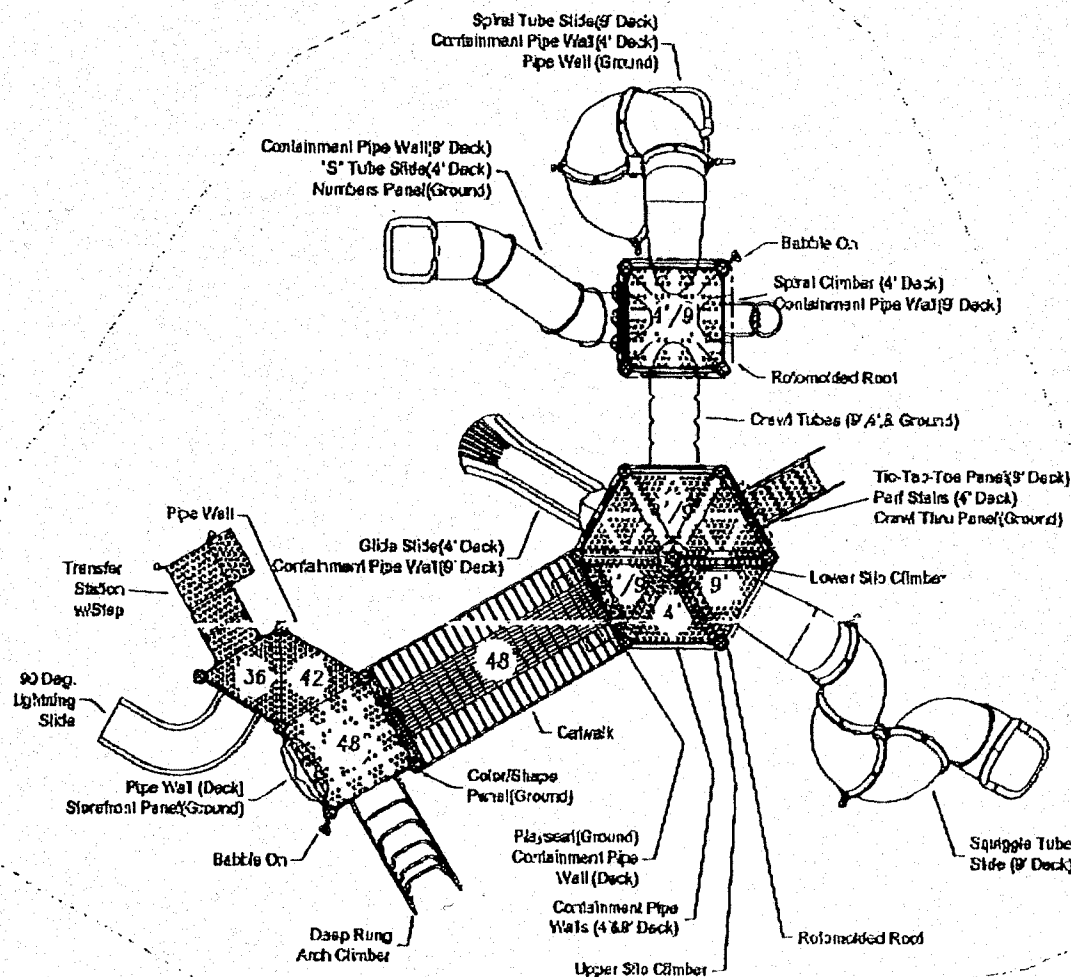 Spiral Tube Slide(9' Deck)
Containment Pipe Wall(4' Deck)
Pipe Wall (Ground)
Containment Pipe Wall(9' Deck)
"S" Tube Slide(4' Deck)
Numbers Panel(Ground)
Babble On
Spiral Climber (4' Deck)
Containment Pipe Wall(9' Deck)
4'/9'
Rotomolded Roof
Crawl Tubes (9',4',& Ground)
Tic-Tac-Toe Panel(9' Deck)
Perf Stairs (4' Deck)
Crawl Thru Panel(Ground)
Pipe Wall
Glide Slide(4' Deck)
Containment Pipe Wall(9' Deck)
Transfer
Station
w/Step
Lower Silo Climber
9'
4'
48
36
42
48
90 Deg.
Lightning
Slide
Catwalk
Pipe Wall (Deck)
Storefront Panel(Ground)
Color/Shape
Panel(Ground)
Babble On
Playseat(Ground)
Containment Pipe
Wall (Deck)
Squiggle Tube
Slide (9' Deck)
Deep Rung
Arch Climber
Containment Pipe
Walls (4'&9' Deck)
Rotomolded Roof
Upper Silo Climber